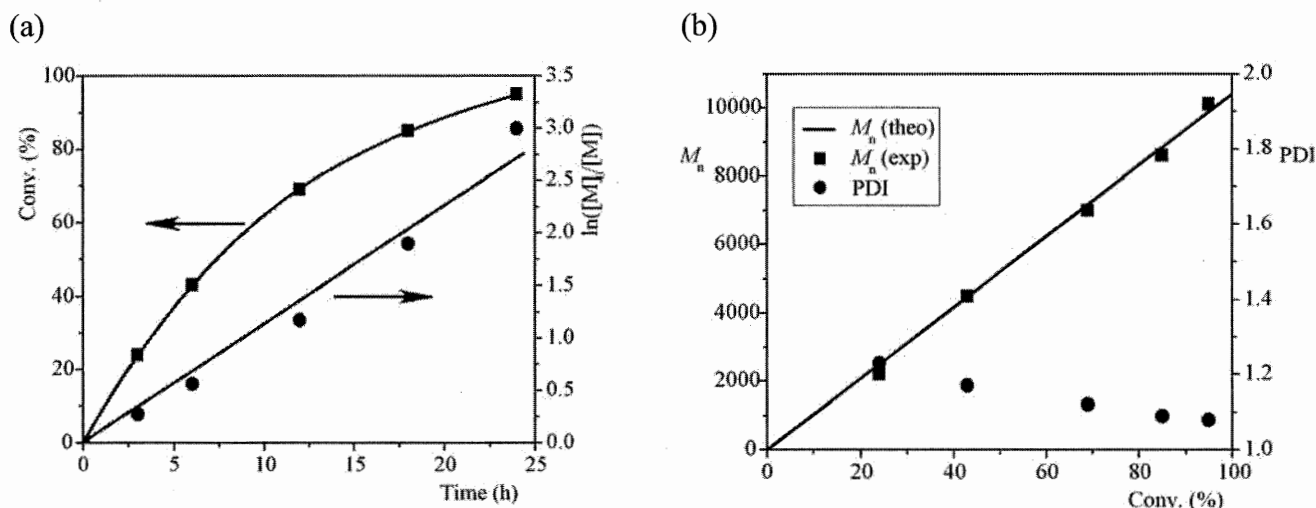 (a)
Conv. (%)
100
80
60
40
20
0
0 5 10 15 20 25
Time (h)
3.5
3.0
2.5
2.0
1.5
1.0
0.5
0.0
ln([M]₀/[M])
(b)
Mn
10000
8000
6000
4000
2000
0
Mn (theo)
Mn (exp)
PDI
0 20 40 60 80 100
Conv. (%)
2.0
1.8
1.6
1.4
1.2
1.0
PDI